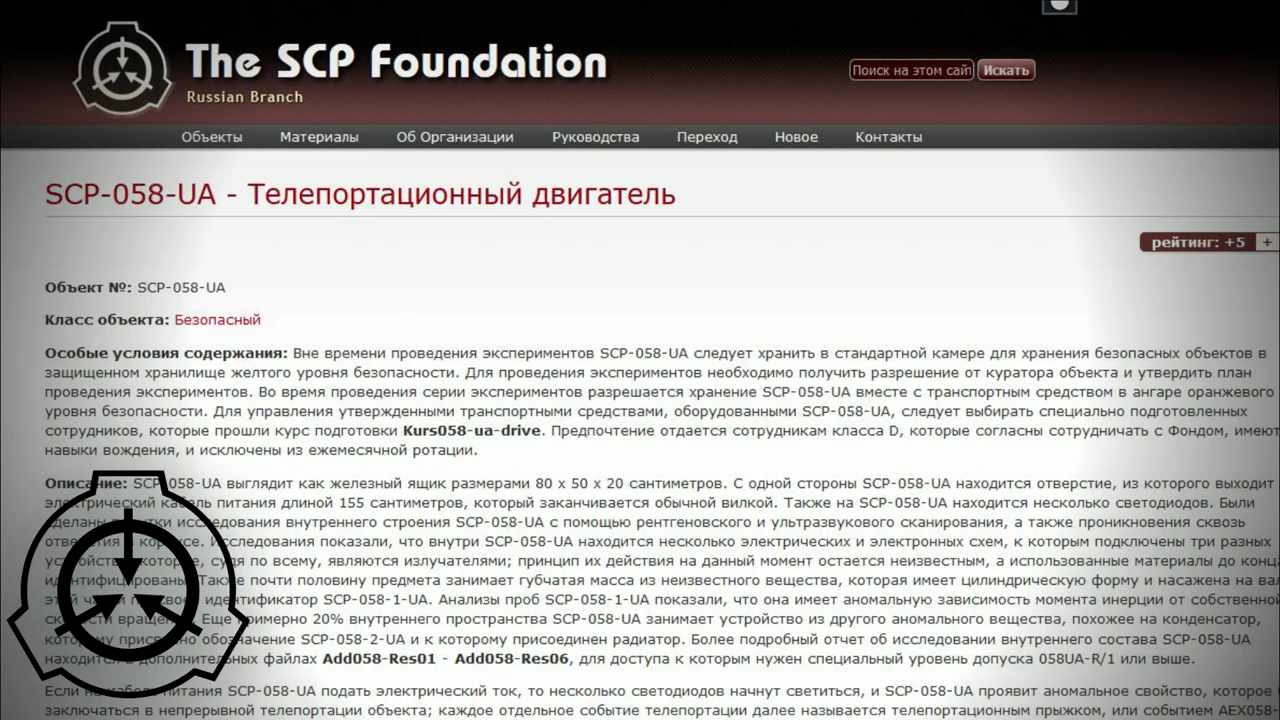 The SCP Foundation
Russian Branch
Поиск на этом сайт
Искать
Объекты Материалы Об Организации Руководства Переход Новое Контакты
SCP-058-UA - Телепортационный двигатель
рейтинг: +5 +
Объект №: SCP-058-UA
Класс объекта: Безопасный
Особые условия содержания: Вне времени проведения экспериментов SCP-058-UA следует хранить в стандартной камере для хранения безопасных объектов в
защищенном хранилище желтого уровня безопасности. Для проведения экспериментов необходимо получить разрешение от куратора объекта и утвердить план
проведения экспериментов. Во время проведения серии экспериментов разрешается хранение SCP-058-UA вместе с транспортным средством в ангаре оранжевого
уровня безопасности. Для управления утвержденными транспортными средствами, оборудованными SCP-058-UA, следует выбирать специально подготовленных
сотрудников, которые прошли курс подготовки Kurs058-ua-drive. Предпочтение отдается сотрудникам класса D, которые согласны сотрудничать с Фондом, имеют
навыки вождения, и исключены из ежемесячной ротации.
Описание: SCP-058-UA выглядит как железный ящик размерами 80 x 50 x 20 сантиметров. С одной стороны SCP-058-UA находится отверстие, из которого выходит
электрический кабель питания длиной 155 сантиметров, который заканчивается обычной вилкой. Также на SCP-058-UA находится несколько светодиодов. Были
исследования внутреннего строения SCP-058-UA с помощью рентгеновского и ультразвукового сканирования, а также проникновения сквозь
Исследования показали, что внутри SCP-058-UA находится несколько электрических и электронных схем, к которым подключены три разных
судя по всему, являются излучателями; принцип их действия на данный момент остается неизвестным, а использованные материалы до конца
Также почти половину предмета занимает губчатая масса из неизвестного вещества, которая имеет цилиндрическую форму и насажена на
идентификатор SCP-058-1-UA. Анализы проб SCP-058-1-UA показали, что она имеет аномальную зависимость момента инерции от собственной
Еще примерно 20% внутреннего пространства SCP-058-UA занимает устройство из другого аномального вещества, похожее на конденсатор,
обозначение SCP-058-2-UA и к которому присоединен радиатор. Более подробный отчет об исследовании внутреннего состава SCP-058-UA
находится в дополнительных файлах Add058-Res01 - Add058-Res06, для доступа к которым нужен специальный уровень допуска 058UA-R/1 или выше.
Если на кабель питания SCP-058-UA подать электрический ток, то несколько светодиодов начнут светиться, и SCP-058-UA проявит аномальное свойство, которое
заключаться в непрерывной телепортации объекта; каждое отдельное событие телепортации далее называется телепортационным прыжком, или событием AEX058-